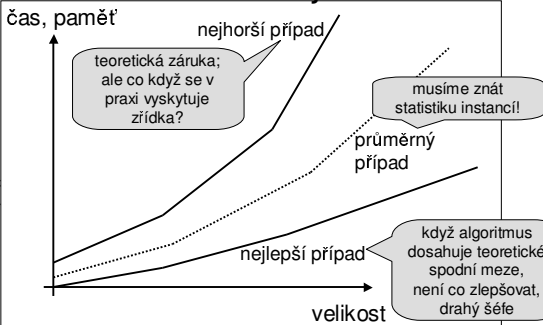 čas, paměť
nejhorší případ
teoretická záruka;
ale co když se v
praxi vyskytuje
zřídka?
musíme znát
statistiku instancí!
průměrný
případ
nejlepší případ
když algoritmus
dosahuje teoretické
spodní meze,
není co zlepšovat,
drahý šéfe
velikost